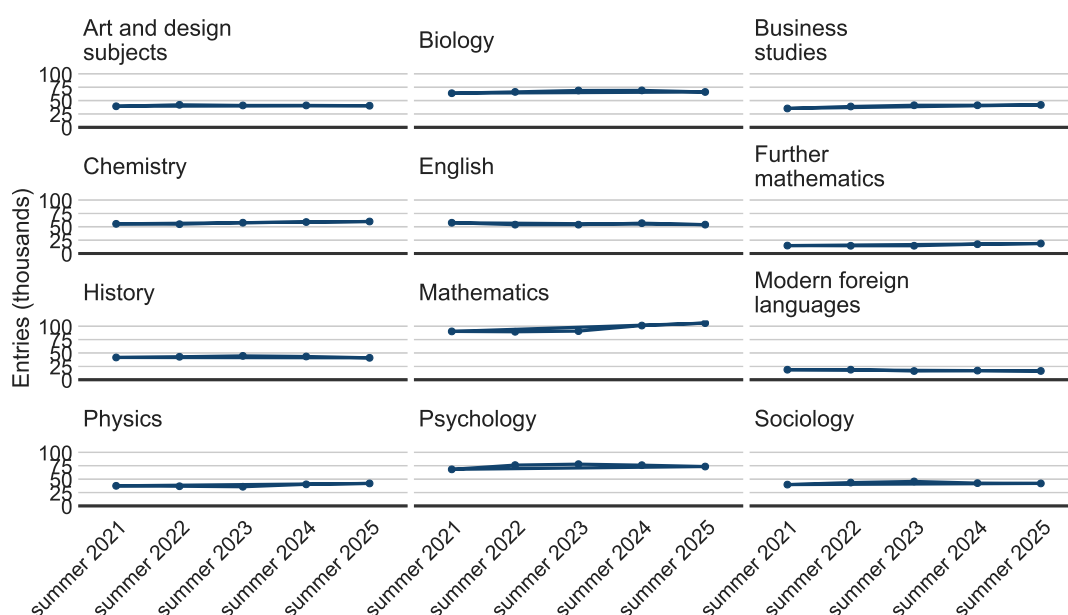 Art and design
subjects
Biology
Business
studies
100
75
50
25
0
Chemistry
English
Further
mathematics
100
75
50
25
0
Entries (thousands)
History
Mathematics
Modern foreign
languages
100
75
50
25
0
Physics
Psychology
Sociology
100
75
50
25
0
summer 2021
summer 2022
summer 2023
summer 2024
summer 2025
summer 2021
summer 2022
summer 2023
summer 2024
summer 2025
summer 2021
summer 2022
summer 2023
summer 2024
summer 2025